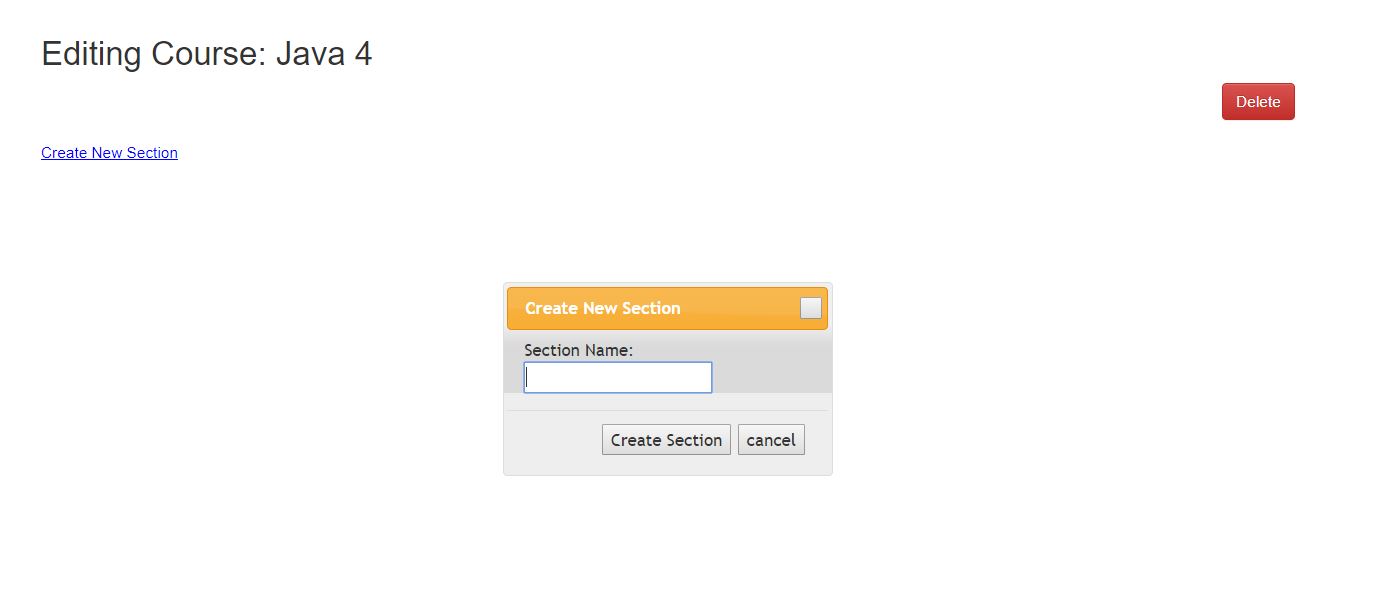 Editing Course: Java 4
Delete
Create New Section
Create New Section
Section Name:
Create Section cancel